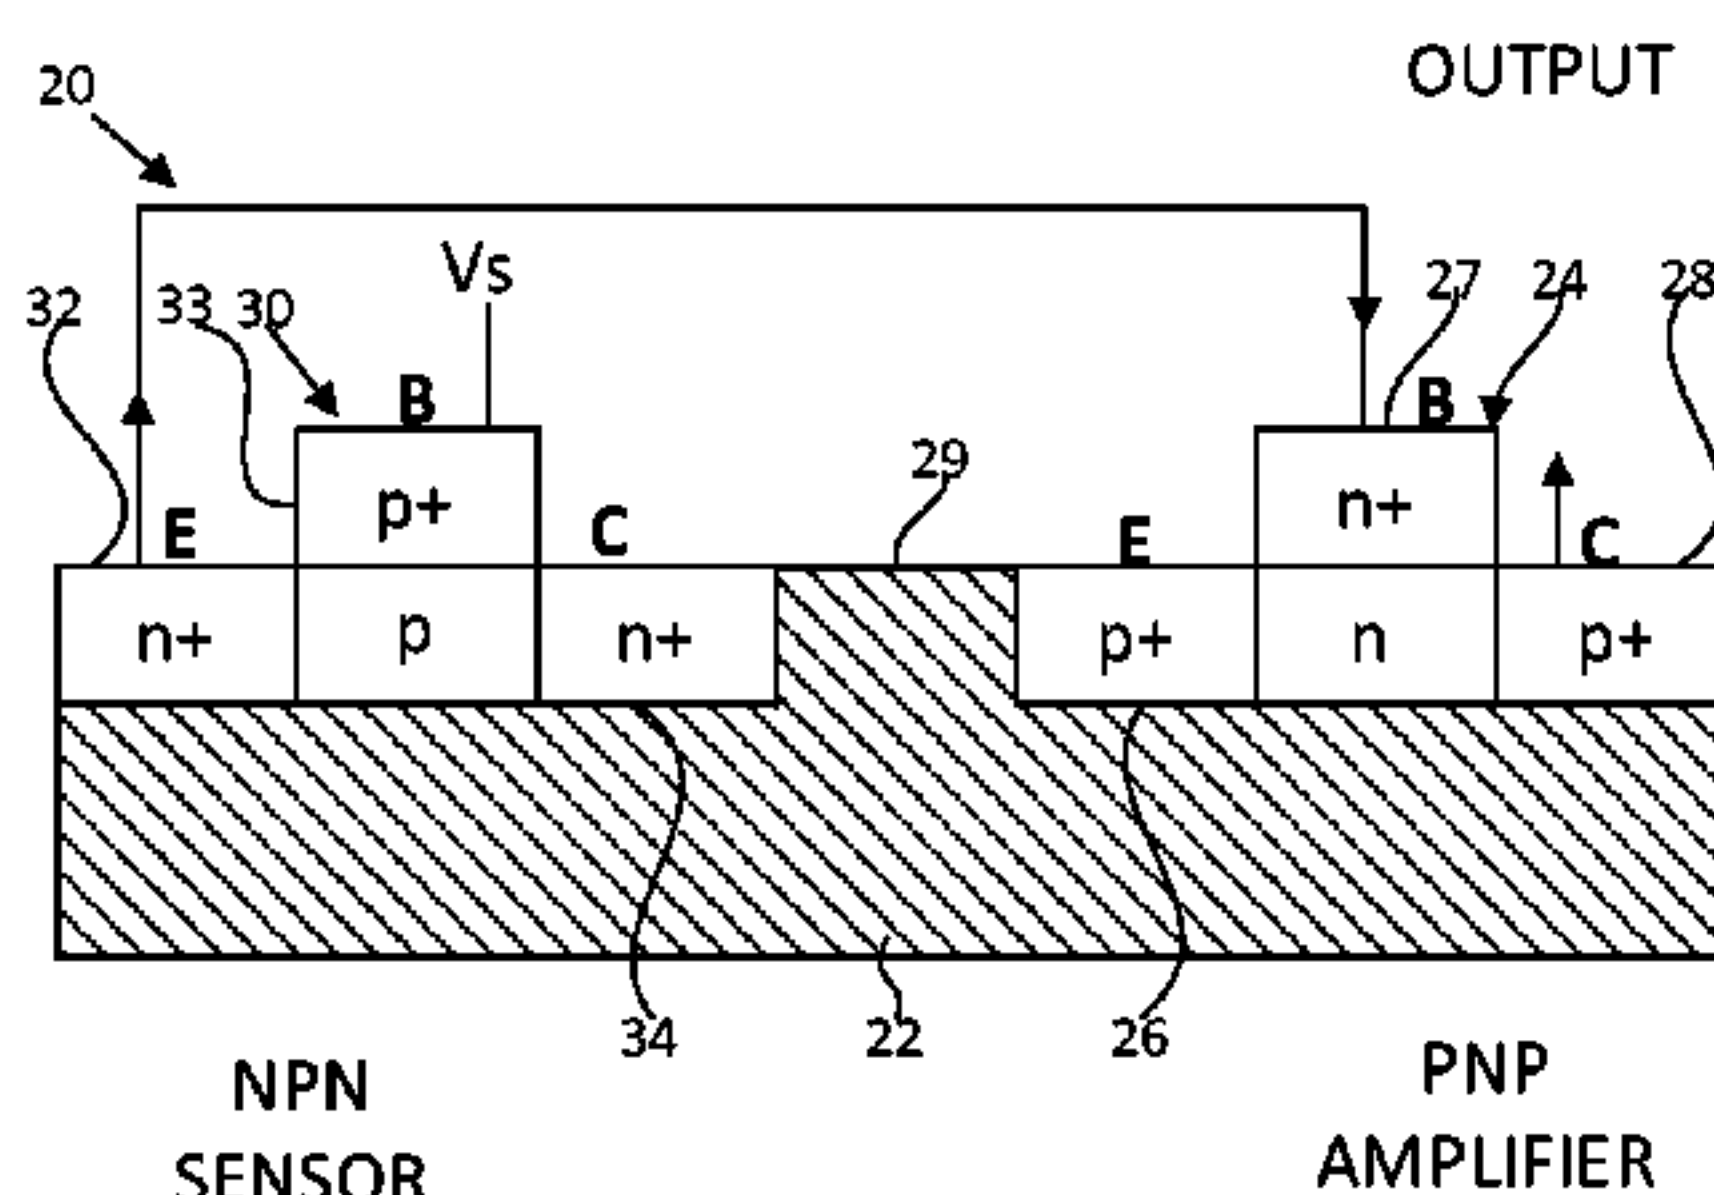 OUTPUT
20
Vs
27
24
28
32
33
30
B
B
29
p+
n+
E
C
E
C
n+
p
n+
p+
n
p+
34
22
26
NPN
SENSOR
PNP
AMPLIFIER